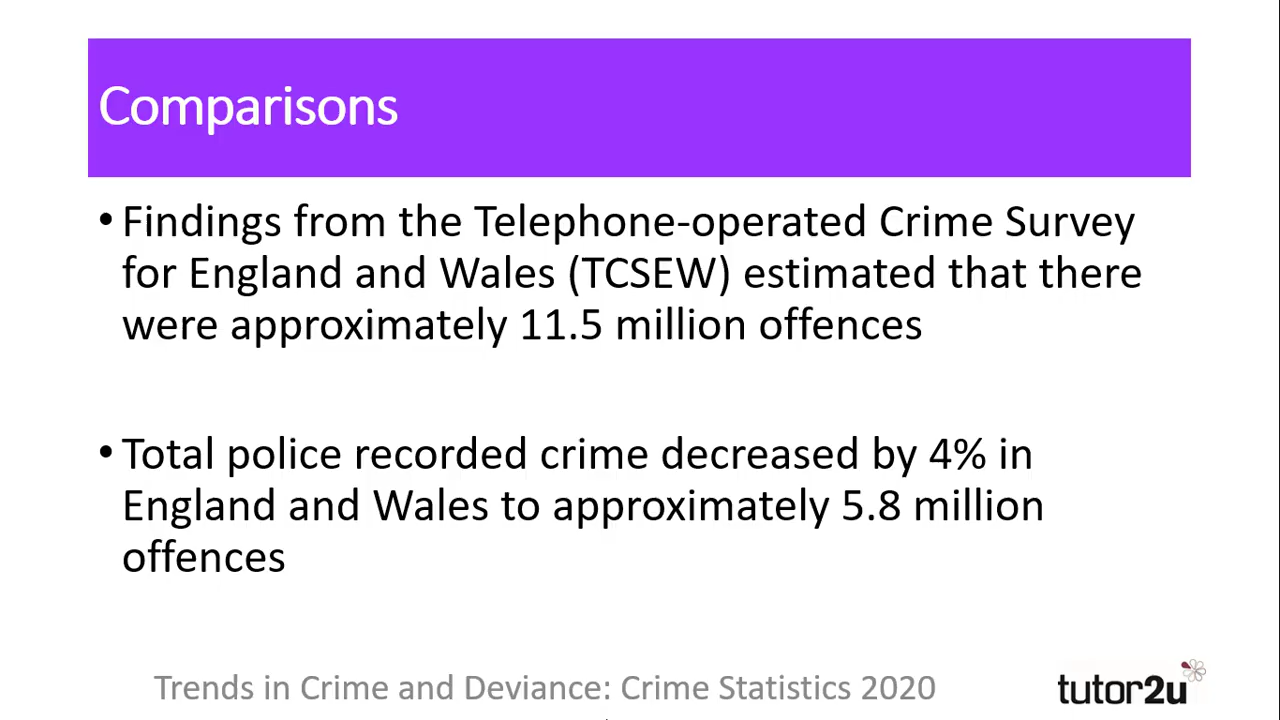 Comparisons
•Findings from the Telephone-operated Crime Survey
for England and Wales (TCSEW) estimated that there
were approximately 11.5 million offences
•Total police recorded crime decreased by 4% in
England and Wales to approximately 5.8 million
offences
Trends in Crime and Deviance: Crime Statistics 2020
tutor2u